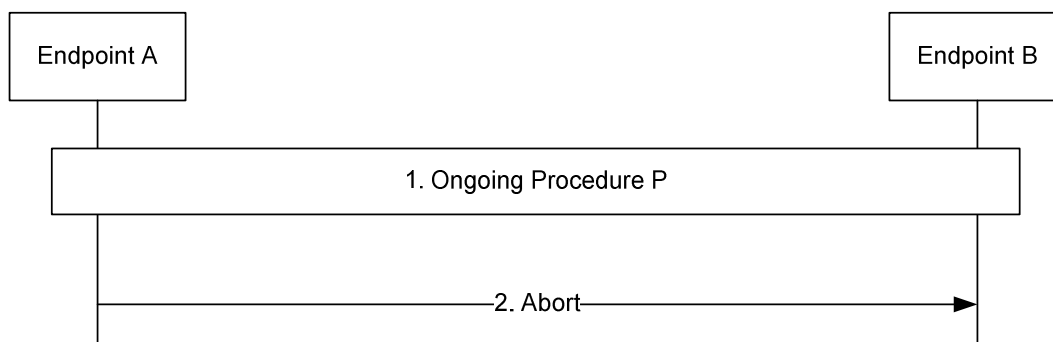 Endpoint A
Endpoint B
1. Ongoing Procedure P
2. Abort